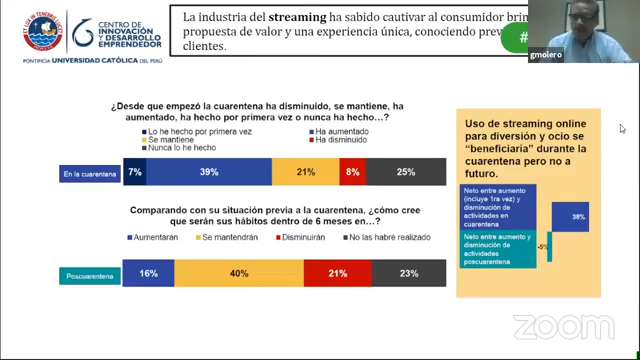 CENTRO DE
INNOVACIÓN
Y DESARROLLO
EMPRENDEDOR
PONTIFICIA UNIVERSIDAD CATÓLICA DEL PERÚ
La industria del streaming ha sabido cautivar al consumidor
propuesta de valor y una experiencia única, conociendo
clientes.
#
gmolero
¿Desde que empezó la cuarentena ha disminuido, se mantiene, ha
aumentado, ha hecho por primera vez o nunca ha hecho…?
Lo he hecho por primera vez
Ha aumentado
Se mantiene
Ha disminuido
Nunca lo he hecho
En la cuarentena
7%
39%
21%
8%
25%
Comparando con su situación previa a la cuarentena, ¿cómo cree
que serán sus hábitos dentro de 6 meses en…?
Aumentarán
Se mantendrán
Disminuirán
No las habré realizado
Poscuarentena
16%
40%
21%
23%
Uso de streaming online
para diversión y ocio se
“beneficiaria” durante la
cuarentena pero no a
futuro.
Neto entre aumento
(incluye 1ra vez) y
disminución de
actividades en
cuarentena
38%
Neto entre aumento y
disminución de
actividades
poscuarentena
-5%
zoom